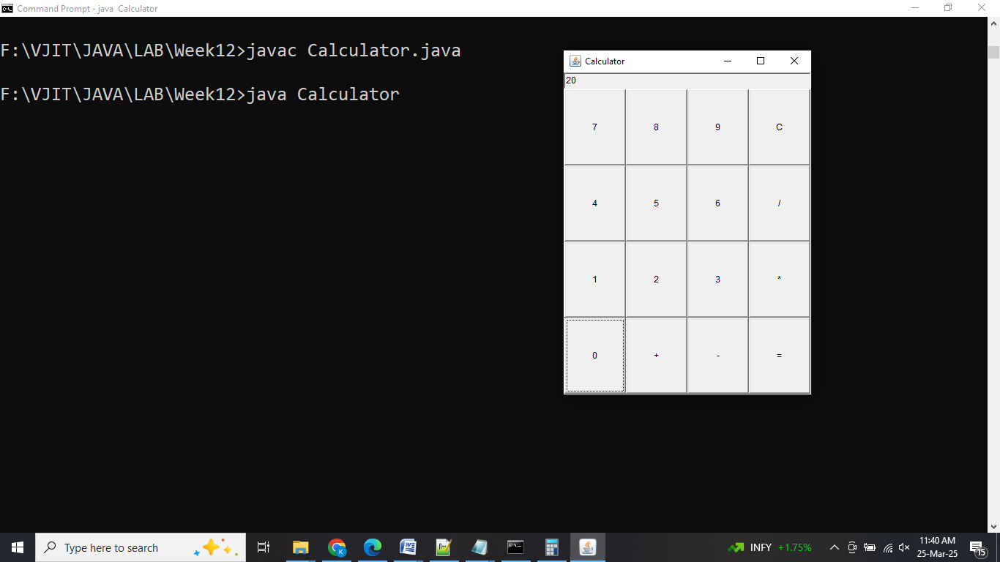 Command Prompt - java  Calculator
F:\VJIT\JAVA\LAB\Week12>javac Calculator.java
F:\VJIT\JAVA\LAB\Week12>java Calculator
Calculator
20
7 8 9 C
4 5 6 /
1 2 3 *
0 + - =
Type here to search
INFY +1.75%
11:40 AM
25-Mar-25
15